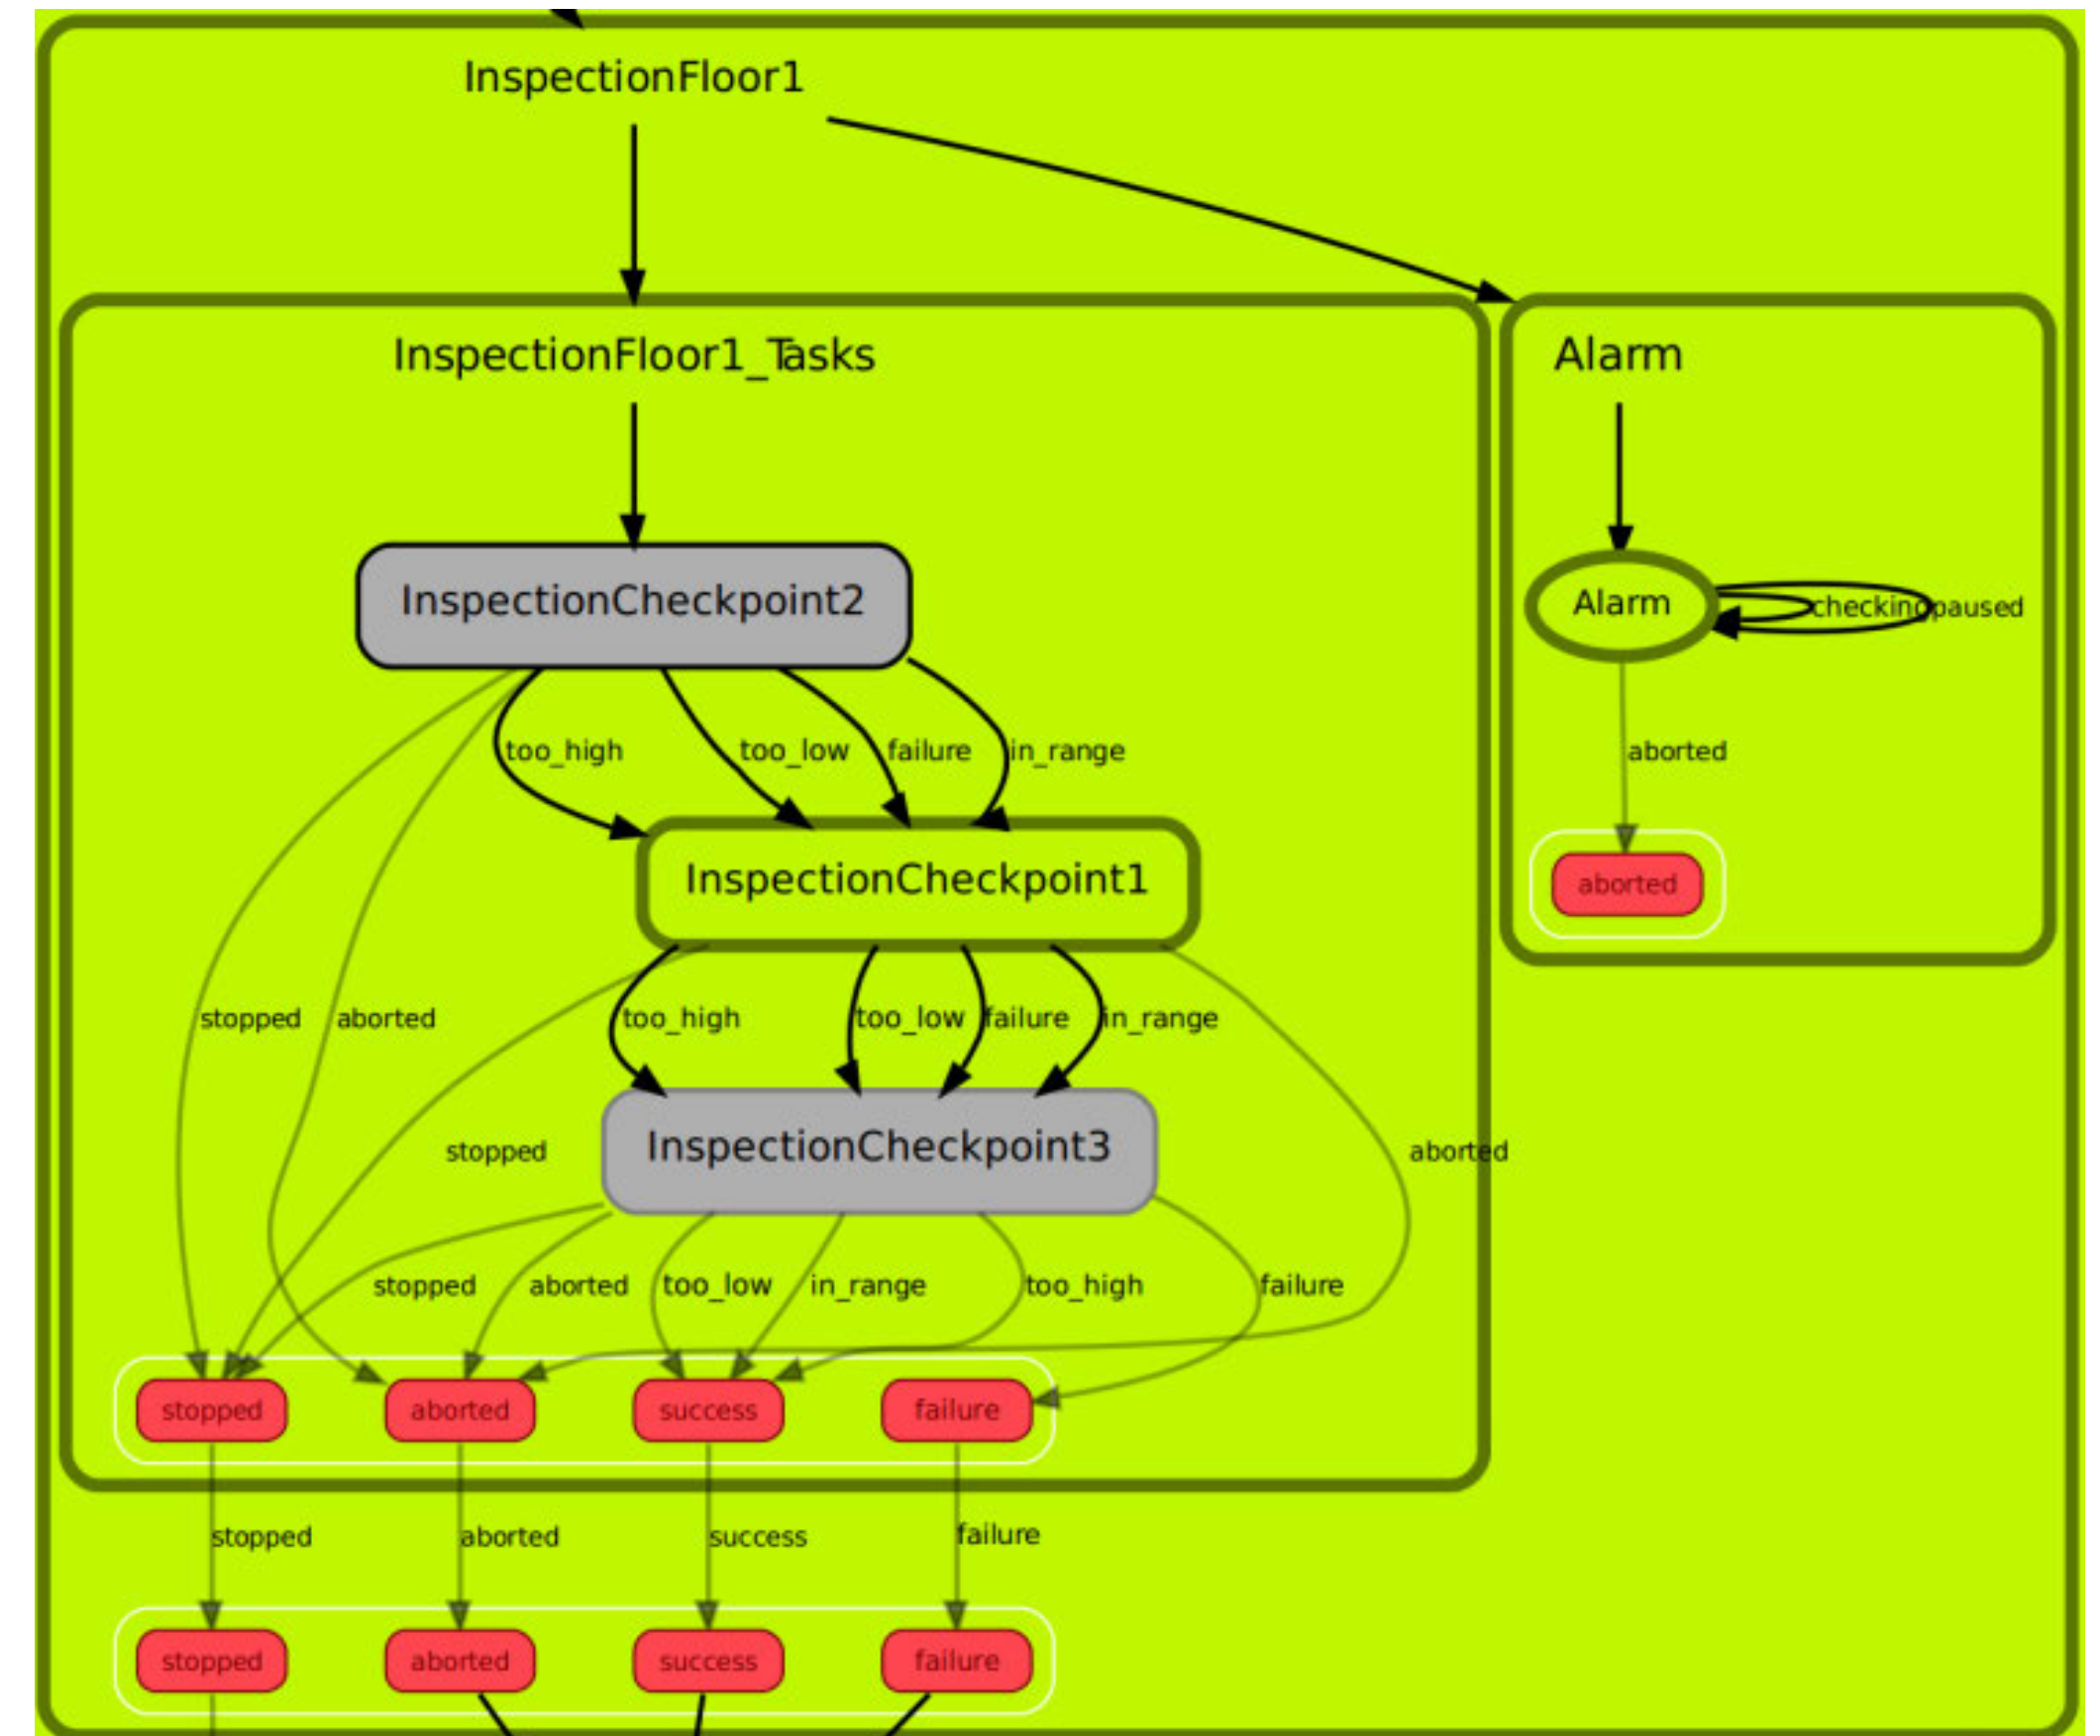 InspectionFloor1
InspectionFloor1_Tasks
Alarm
InspectionCheckpoint2
Alarm
checking
paused
too_high
too_low
failure
in_range
aborted
InspectionCheckpoint1
aborted
stopped
aborted
too_high
too_low
failure
in_range
InspectionCheckpoint3
stopped
aborted
stopped
aborted
too_low
in_range
too_high
failure
stopped
aborted
success
failure
stopped
aborted
success
failure
stopped
aborted
success
failure